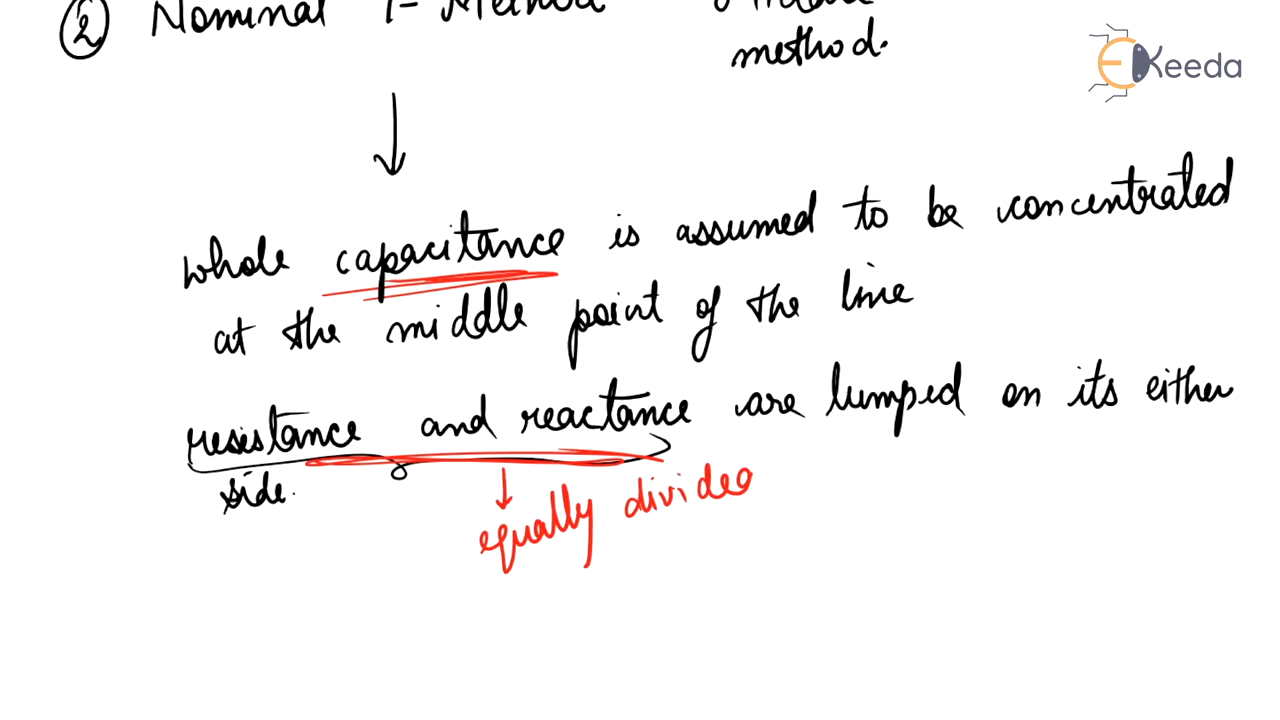 ② Nominal T- Method
method.
EKeeda
whole capacitance is assumed to be concentrated
at the middle point of the line
resistance and reactance are lumped on its either
side.
equally divided